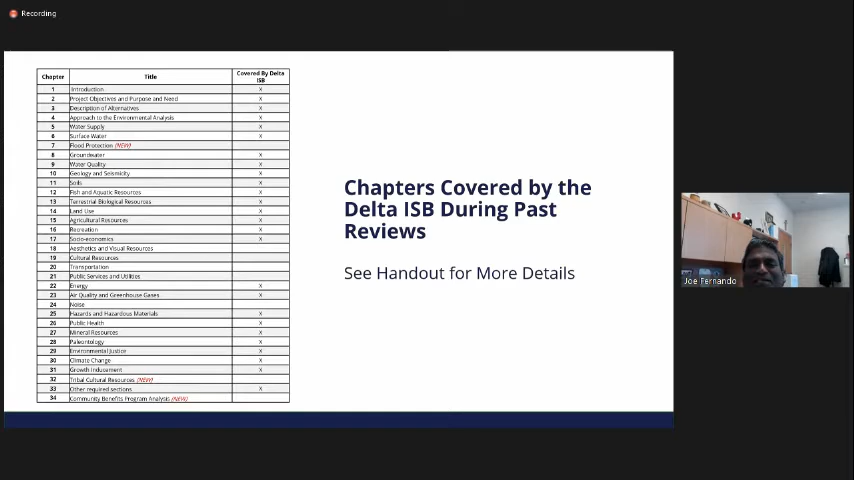 Recording
Chapter Title Covered By Delta ISB
1 Introduction X
2 Project Objectives and Purpose and Need X
3 Description of Alternatives X
4 Approach to the Environmental Analysis X
5 Water Supply X
6 Surface Water X
7 Flood Protection (NEW)
8 Groundwater X
9 Water Quality X
10 Geology and Seismicity X
11 Soils X
12 Fish and Aquatic Resources X
13 Terrestrial Biological Resources X
14 Land Use X
15 Agricultural Resources X
16 Recreation X
17 Socio-economics X
18 Aesthetics and Visual Resources
19 Cultural Resources
20 Transportation
21 Public Services and Utilities
22 Energy X
23 Air Quality and Greenhouse Gases X
24 Noise
25 Hazards and Hazardous Materials X
26 Public Health X
27 Mineral Resources X
28 Paleontology X
29 Environmental Justice X
30 Climate Change X
31 Growth Inducement X
32 Tribal Cultural Resources (NEW)
33 Other required sections X
34 Community Benefits Program Analysis (NEW)
Chapters Covered by the
Delta ISB During Past
Reviews
See Handout for More Details
Joe Fernando